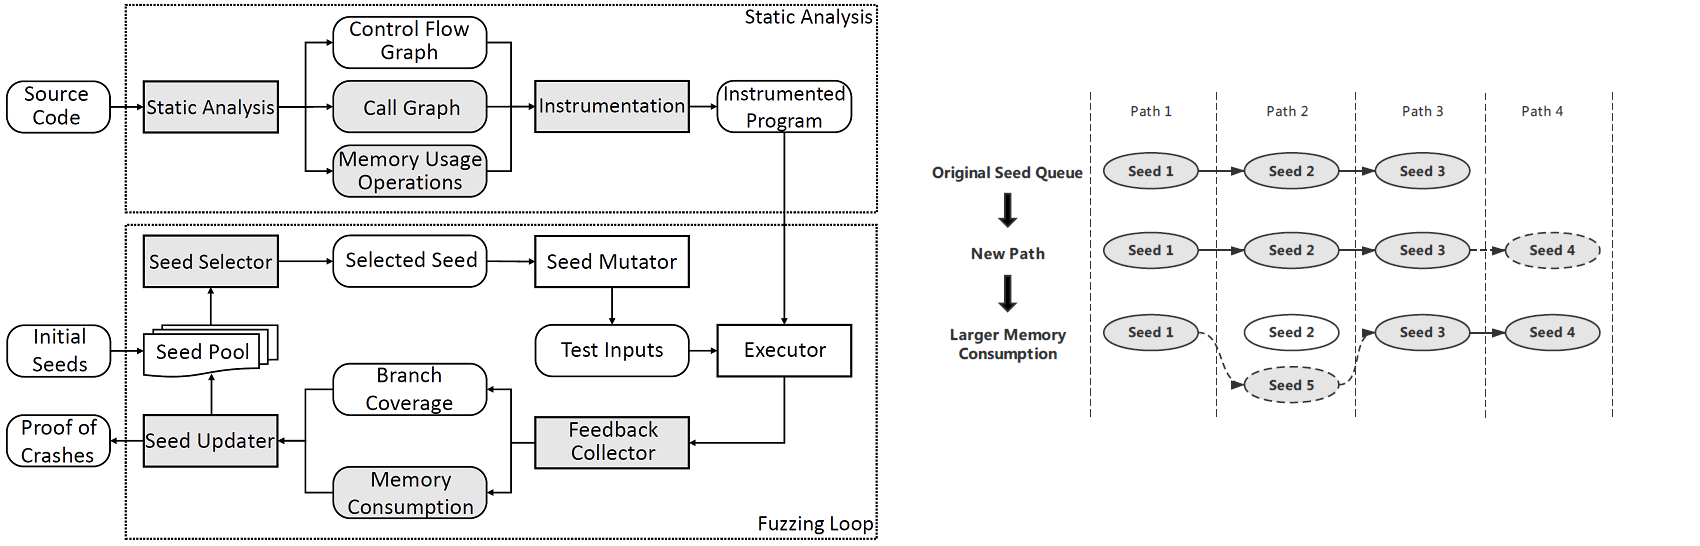 Static Analysis
Control Flow
Graph
Source
Code
Static Analysis
Call Graph
Instrumentation
Instrumented
Program
Memory Usage
Operations
Seed Selector
Selected Seed
Seed Mutator
Initial
Seeds
Seed Pool
Test Inputs
Executor
Branch
Coverage
Proof of
Crashes
Seed Updater
Feedback
Collector
Memory
Consumption
Fuzzing Loop
Path 1
Path 2
Path 3
Path 4
Original Seed Queue
Seed 1
Seed 2
Seed 3
New Path
Seed 1
Seed 2
Seed 3
Seed 4
Larger Memory
Consumption
Seed 1
Seed 2
Seed 3
Seed 4
Seed 5